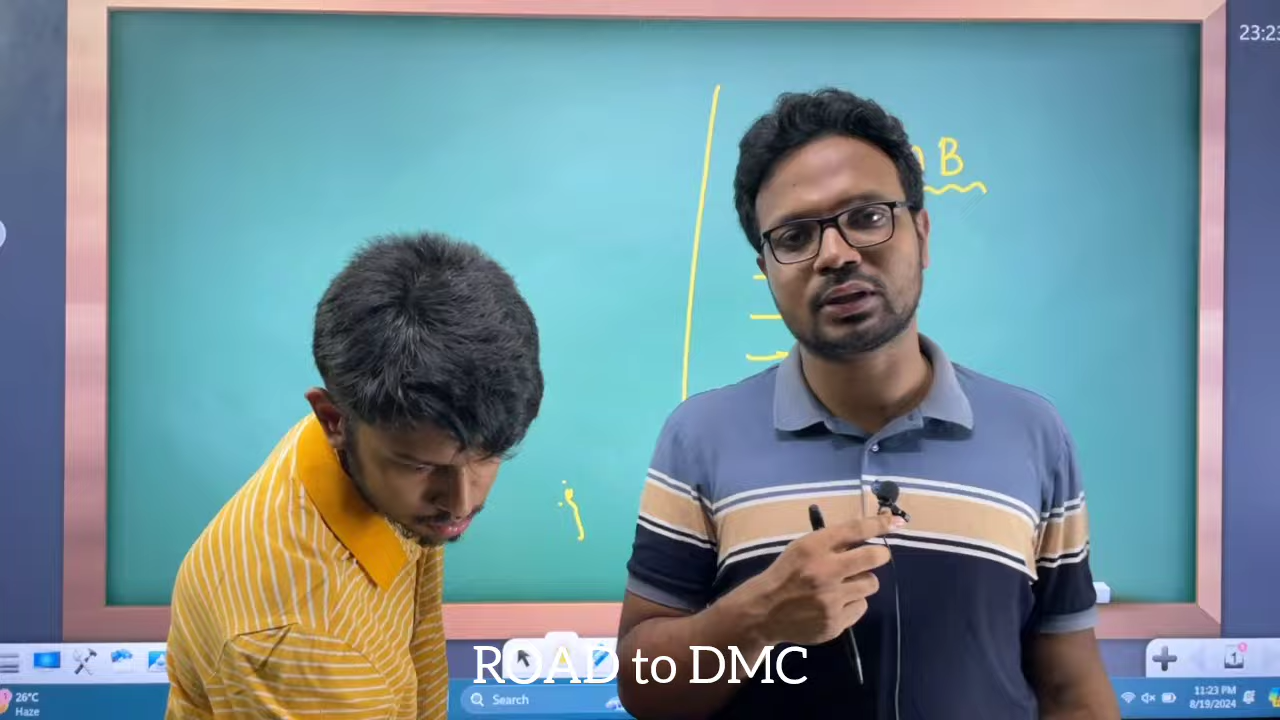 23:23
B
ROAD to DMC
26°C
Haze
Search
11:23 PM
8/19/2024